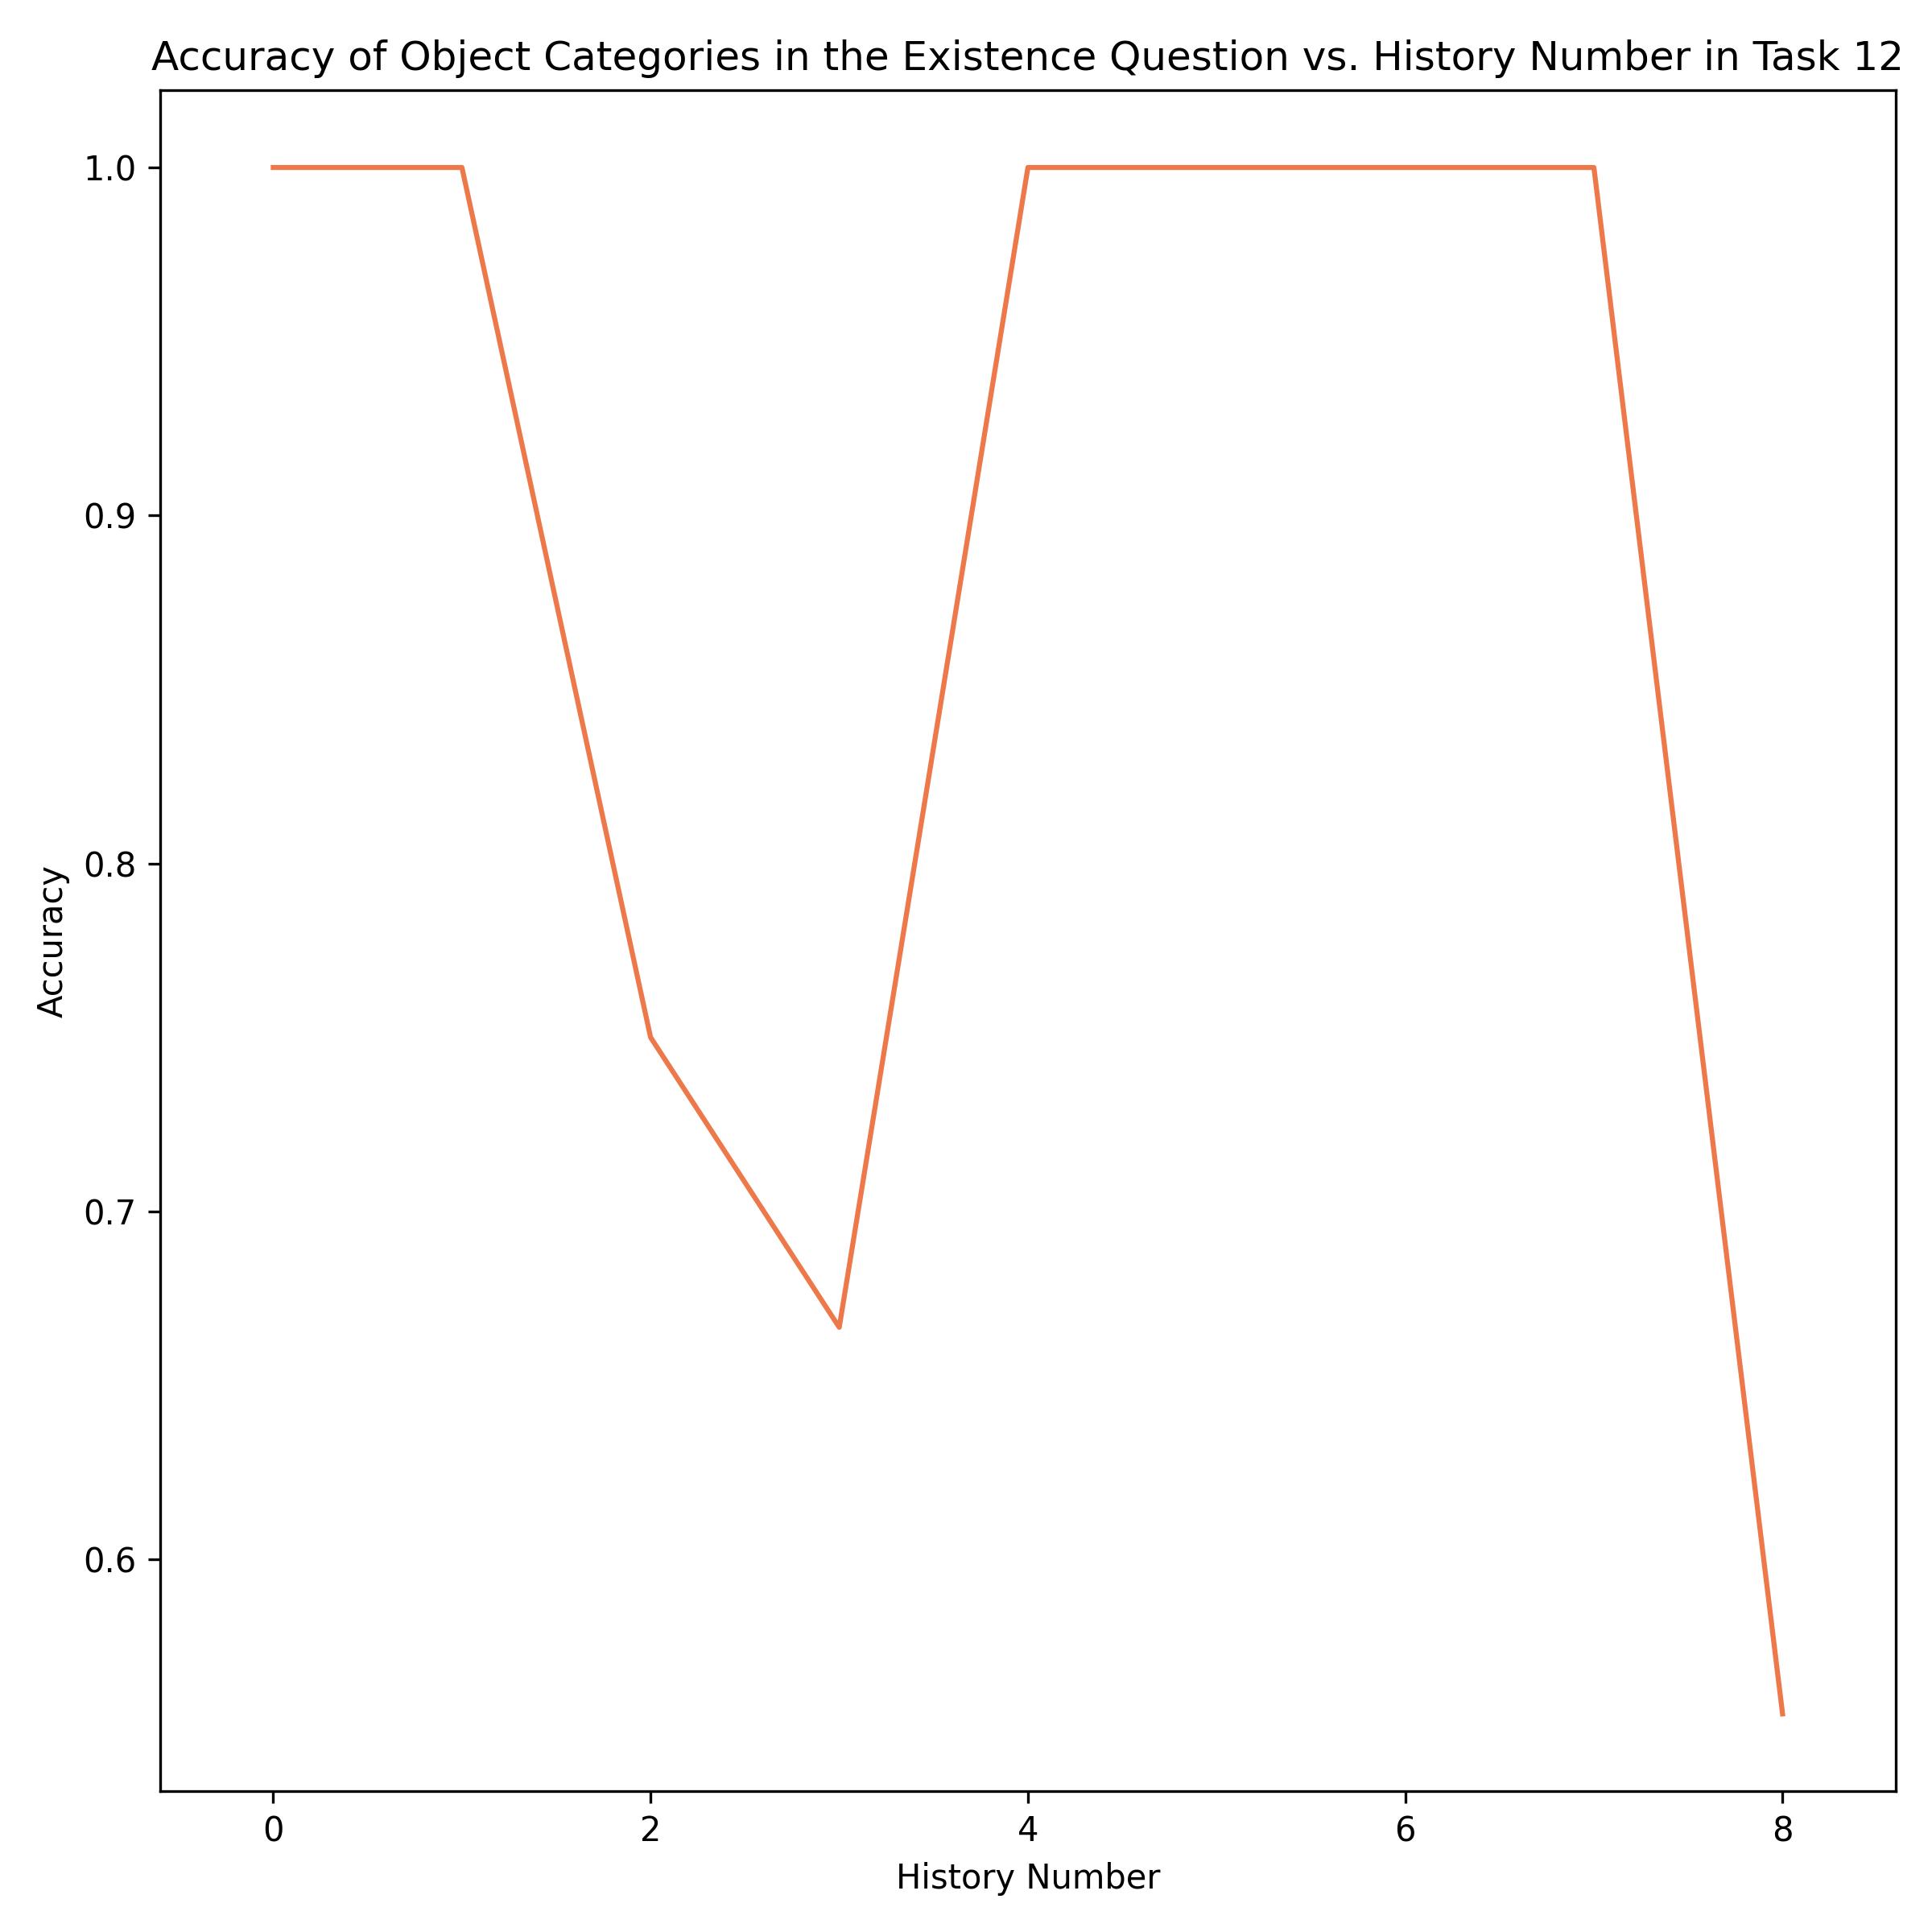 Accuracy of Object Categories in the Existence Question vs. History Number in Task 12
1.0
0.9
0.8
0.7
0.6
Accuracy
0 2 4 6 8
History Number